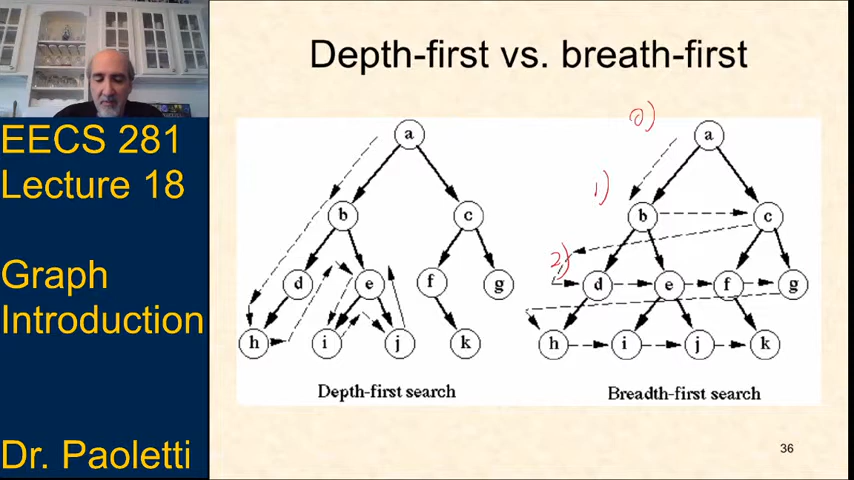 Depth-first vs. breath-first
EECS 281
Lecture 18
Graph
Introduction
Dr. Paoletti
a
b
c
d
e
f
g
h
i
j
k
Depth-first search
0)
a
1)
b
c
2)
d
e
f
g
h
i
j
k
Breadth-first search
36